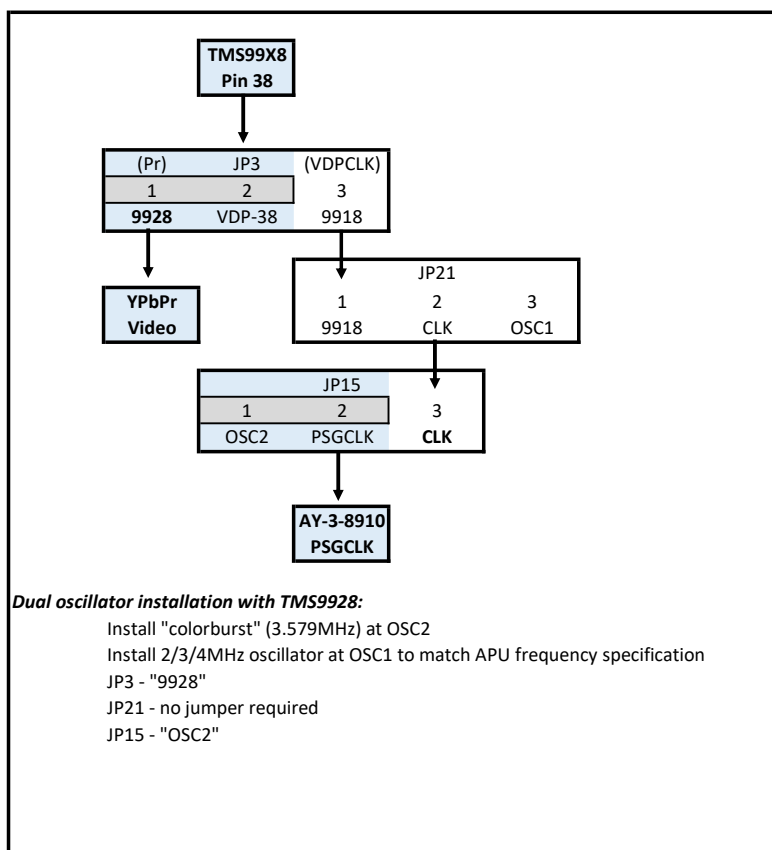 TMS99X8
Pin 38
(Pr) JP3 (VDPCLK)
1 2 3
9928 VDP-38 9918
YPbPr
Video
JP21
1 2 3
9918 CLK OSC1
JP15
1 2 3
OSC2 PSGCLK CLK
AY-3-8910
PSGCLK
Dual oscillator installation with TMS9928:
Install "colorburst" (3.579MHz) at OSC2
Install 2/3/4MHz oscillator at OSC1 to match APU frequency specification
JP3 - "9928"
JP21 - no jumper required
JP15 - "OSC2"